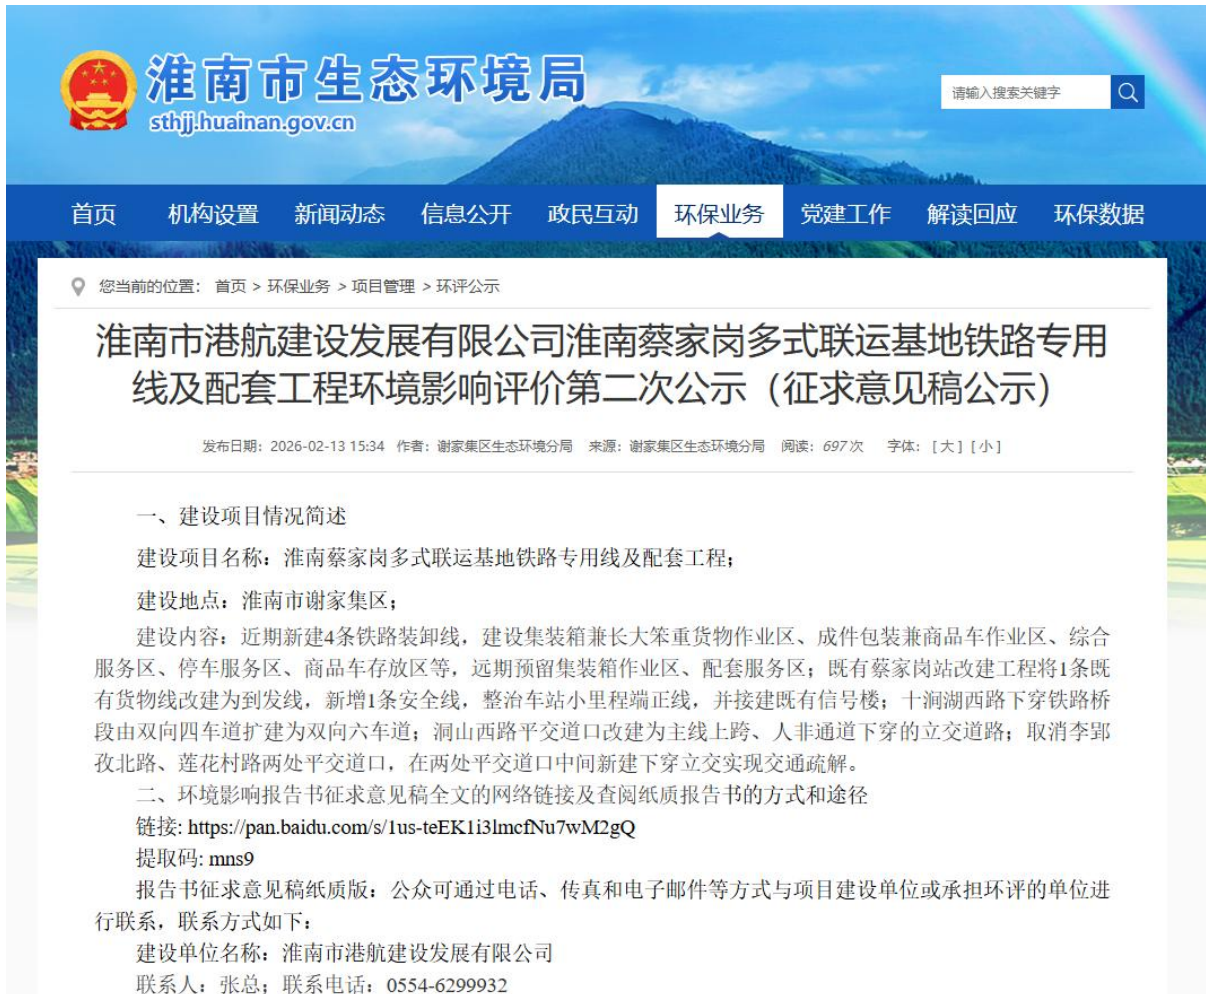 淮南市生态环境局
sthjj.huainan.gov.cn
请输入搜索关键字
首页 机构设置 新闻动态 信息公开 政民互动 环保业务 党建工作 解读回应 环保数据
您当前的位置： 首页 > 环保业务 > 项目管理 > 环评公示
淮南市港航建设发展有限公司淮南蔡家岗多式联运基地铁路专用
线及配套工程环境影响评价第二次公示（征求意见稿公示）
发布日期：2026-02-13 15:34 作者：谢家集区生态环境分局 来源：谢家集区生态环境分局 阅读：697次 字体：[ 大 ] [ 小 ]
一、建设项目情况简述
建设项目名称：淮南蔡家岗多式联运基地铁路专用线及配套工程；
建设地点：淮南市谢家集区；
建设内容：近期新建4条铁路装卸线，建设集装箱兼长大笨重货物作业区、成件包装兼商品车作业区、综合
服务区、停车服务区、商品车存放区等，远期预留集装箱作业区、配套服务区；既有蔡家岗站改建工程将1条既
有货物线改建为到发线，新增1条安全线，整治车站小里程端正线，并接建既有信号楼；十涧湖西路下穿铁路桥
段由双向四车道扩建为双向六车道；洞山西路平交道口改建为主线上跨、人非通道下穿的立交道路；取消李郢
孜北路、莲花村路两处平交道口，在两处平交道口中间新建下穿立交实现交通疏解。
二、环境影响报告书征求意见稿全文的网络链接及查阅纸质报告书的方式和途径
链接: https://pan.baidu.com/s/1us-teEK1i3lmcfNu7wM2gQ
提取码: mns9
报告书征求意见稿纸质版：公众可通过电话、传真和电子邮件等方式与项目建设单位或承担环评的单位进
行联系，联系方式如下：
建设单位名称：淮南市港航建设发展有限公司
联系人：张总；联系电话：0554-6299932